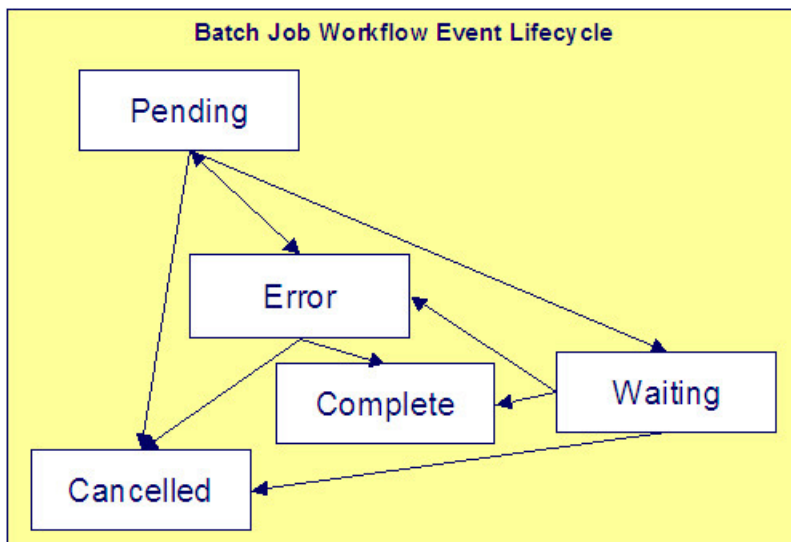 Batch Job Workflow Event Lifecycle
Pending
Error
Complete
Waiting
Cancelled